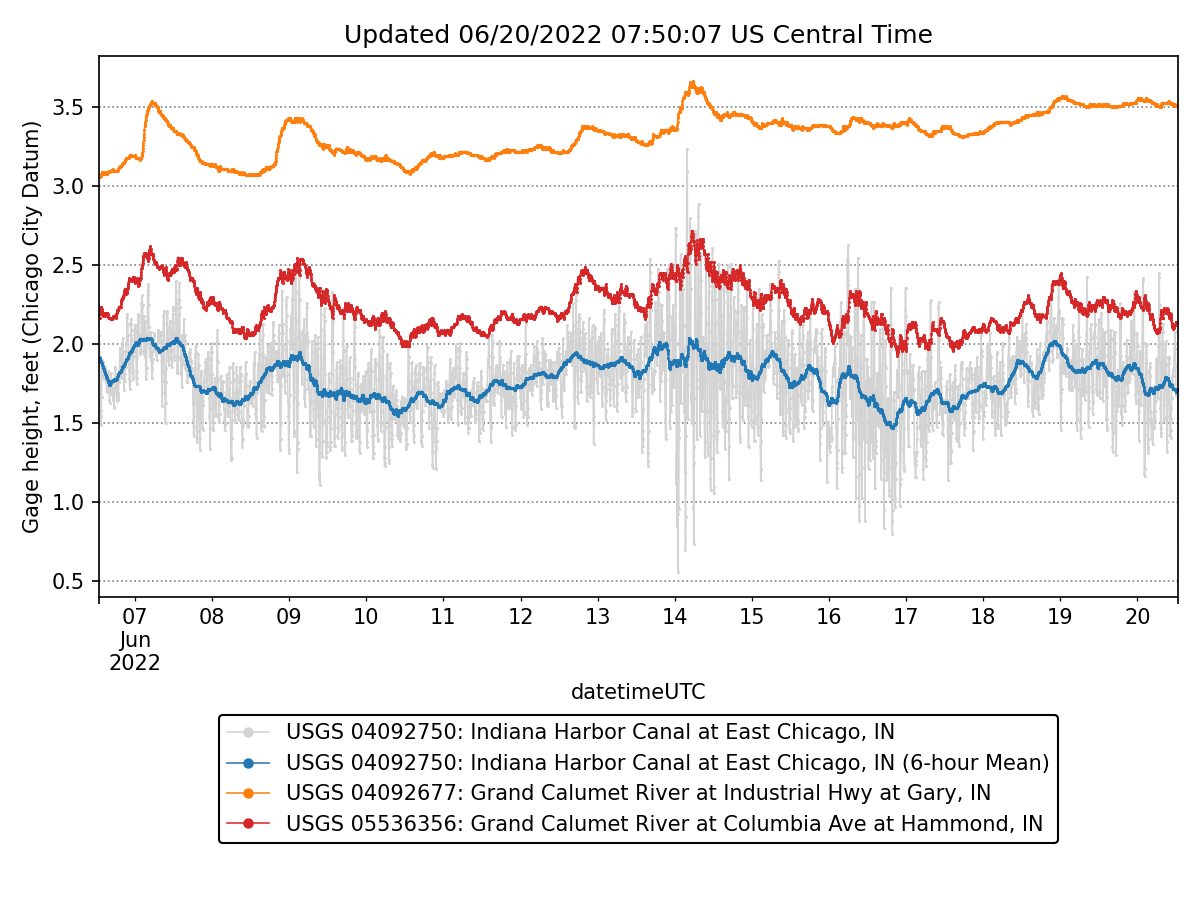 Updated 06/20/2022 07:50:07 US Central Time
Gage height, feet (Chicago City Datum)
3.5
3.0
2.5
2.0
1.5
1.0
0.5
07 08 09 10 11 12 13 14 15 16 17 18 19 20
Jun
2022
datetimeUTC
USGS 04092750: Indiana Harbor Canal at East Chicago, IN
USGS 04092750: Indiana Harbor Canal at East Chicago, IN (6-hour Mean)
USGS 04092677: Grand Calumet River at Industrial Hwy at Gary, IN
USGS 05536356: Grand Calumet River at Columbia Ave at Hammond, IN